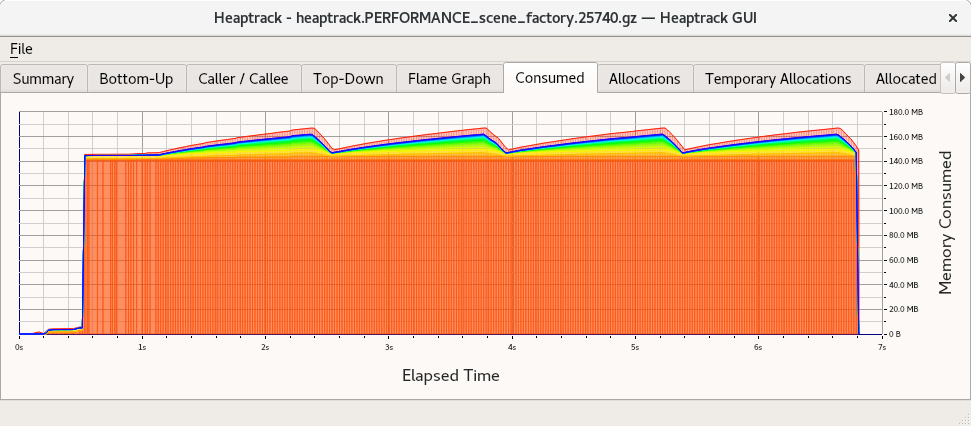 Heaptrack - heaptrack.PERFORMANCE_scene_factory.25740.gz — Heaptrack GUI
File
Summary Bottom-Up Caller / Callee Top-Down Flame Graph Consumed Allocations Temporary Allocations Allocated
180.0 MB
160.0 MB
140.0 MB
120.0 MB
100.0 MB
80.0 MB
60.0 MB
40.0 MB
20.0 MB
0 B
Memory Consumed
0s 1s 2s 3s 4s 5s 6s 7s
Elapsed Time